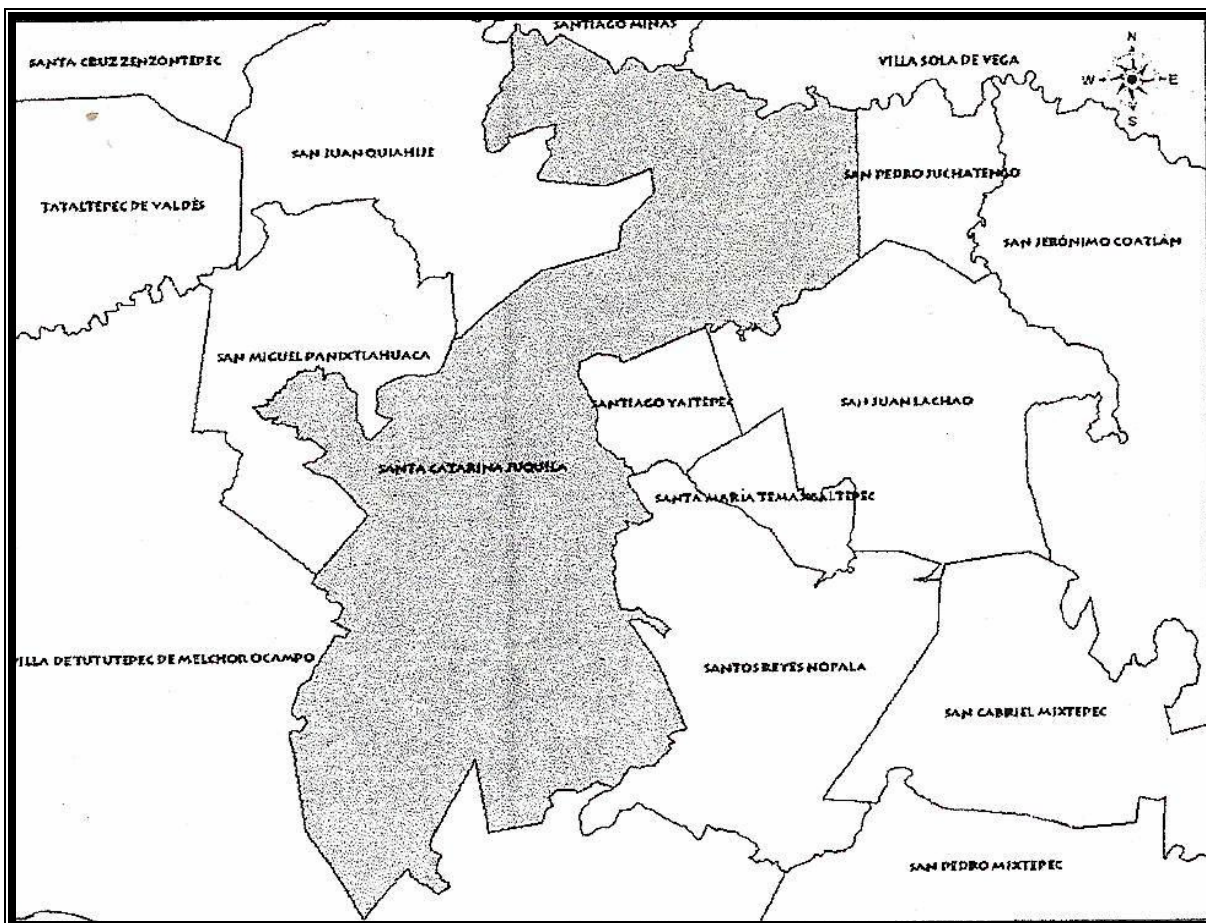 SANTIAGO MINAS
SANTA CRUZ ZENZONTEPEC
VILLA SOLA DE VEGA
N
W
E
S
SAN JUAN QUIAHIJE
SAN PEDRO JUCHATENGO
TATALTEPEC DE VALDÉS
SAN JERÓNIMO COATLÁN
SAN MIGUEL PANIXTLAHUACA
SANTIAGO YAITEPEC
SAN JUAN LACHAO
SANTA CATARINA JUQUILA
SANTA MARÍA TEMAXCALTEPEC
VILLA DE TUTUTEPEC DE MELCHOR OCAMPO
SANTOS REYES NOPALA
SAN GABRIEL MIXTEPEC
SAN PEDRO MIXTEPEC